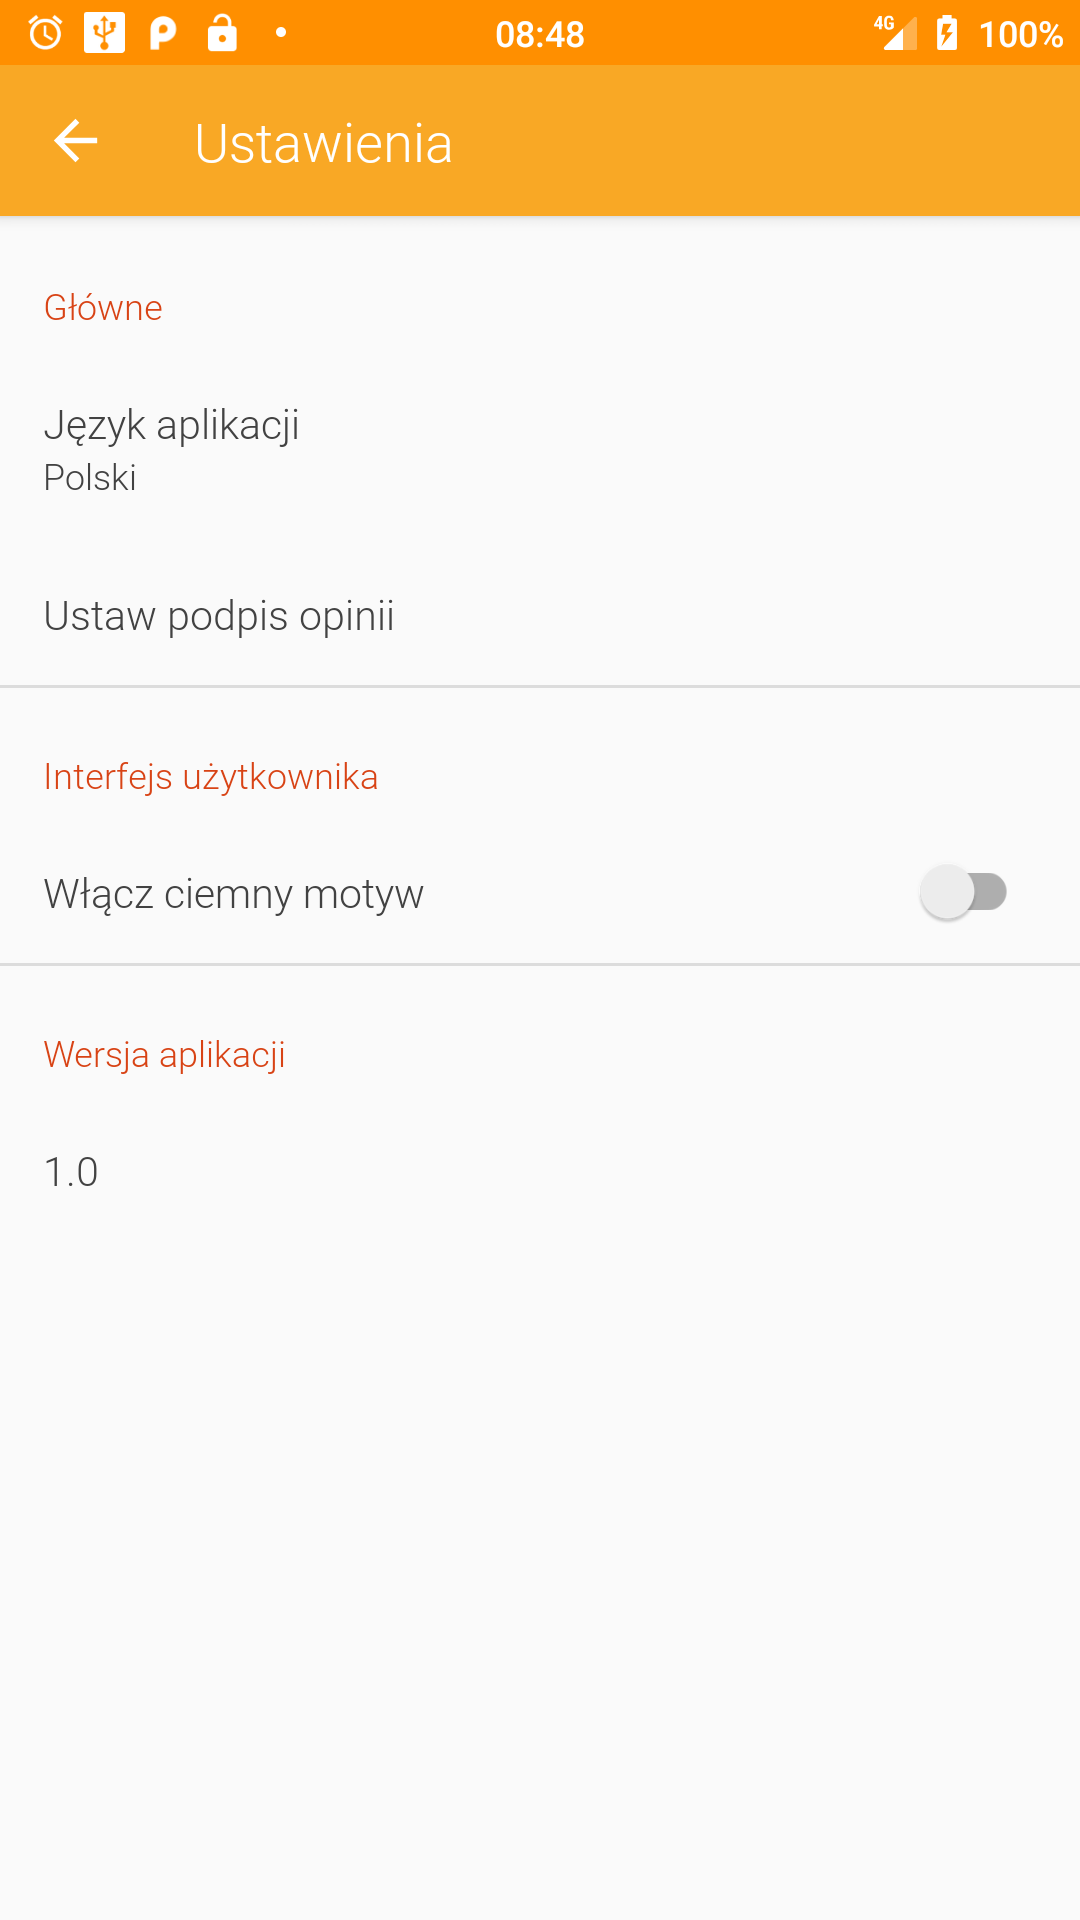 08:48
4G
100%
Ustawienia
Główne
Język aplikacji
Polski
Ustaw podpis opinii
Interfejs użytkownika
Włącz ciemny motyw
Wersja aplikacji
1.0